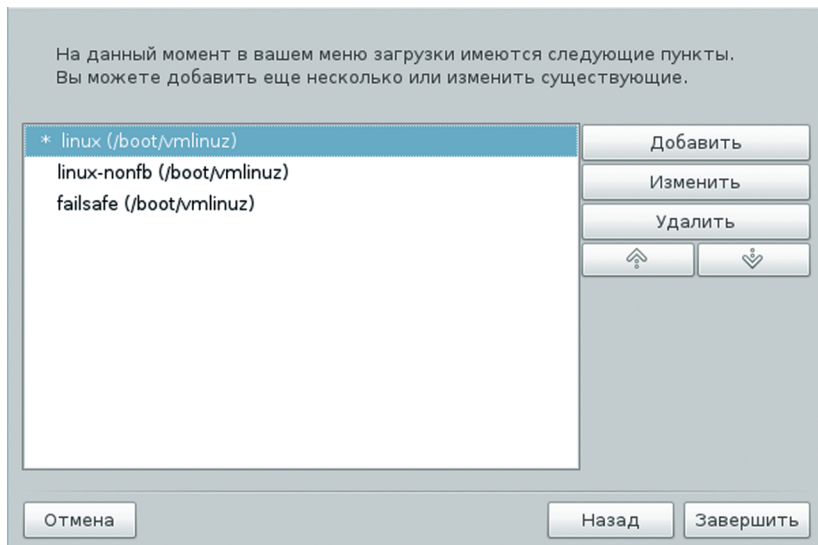 На данный момент в вашем меню загрузки имеются следующие пункты.
Вы можете добавить еще несколько или изменить существующие.
* linux (/boot/vmlinuz)
linux-nonfb (/boot/vmlinuz)
failsafe (/boot/vmlinuz)
Добавить
Изменить
Удалить
Отмена
Назад
Завершить